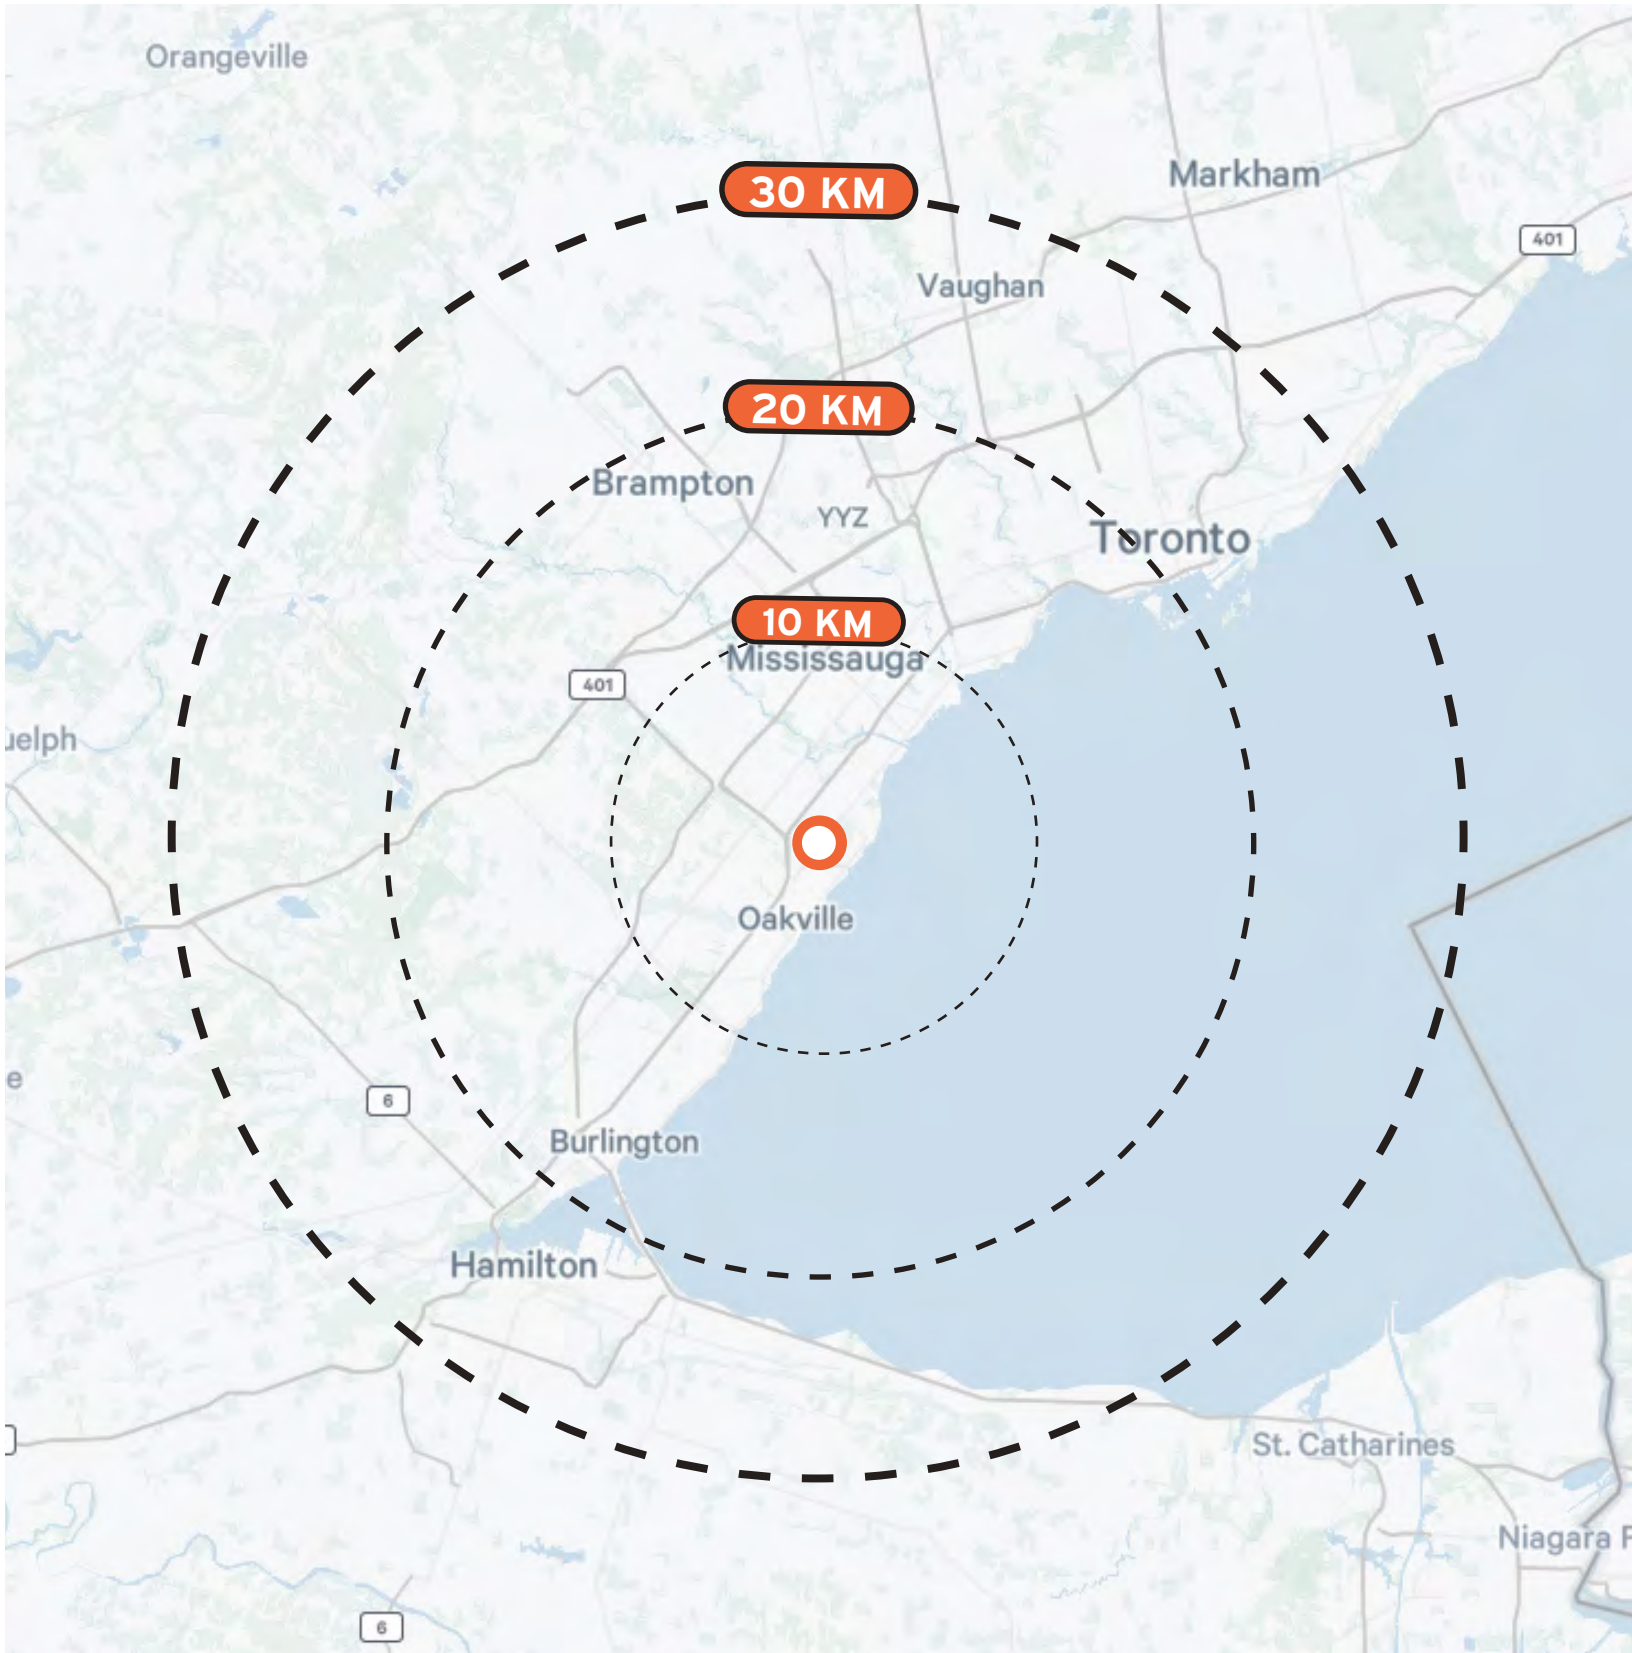 Orangeville
30 KM
Markham
401
Vaughan
20 KM
Brampton
YYZ
Toronto
10 KM
Mississauga
401
uelph
Oakville
e
6
Burlington
Hamilton
St. Catharines
Niagara F
6